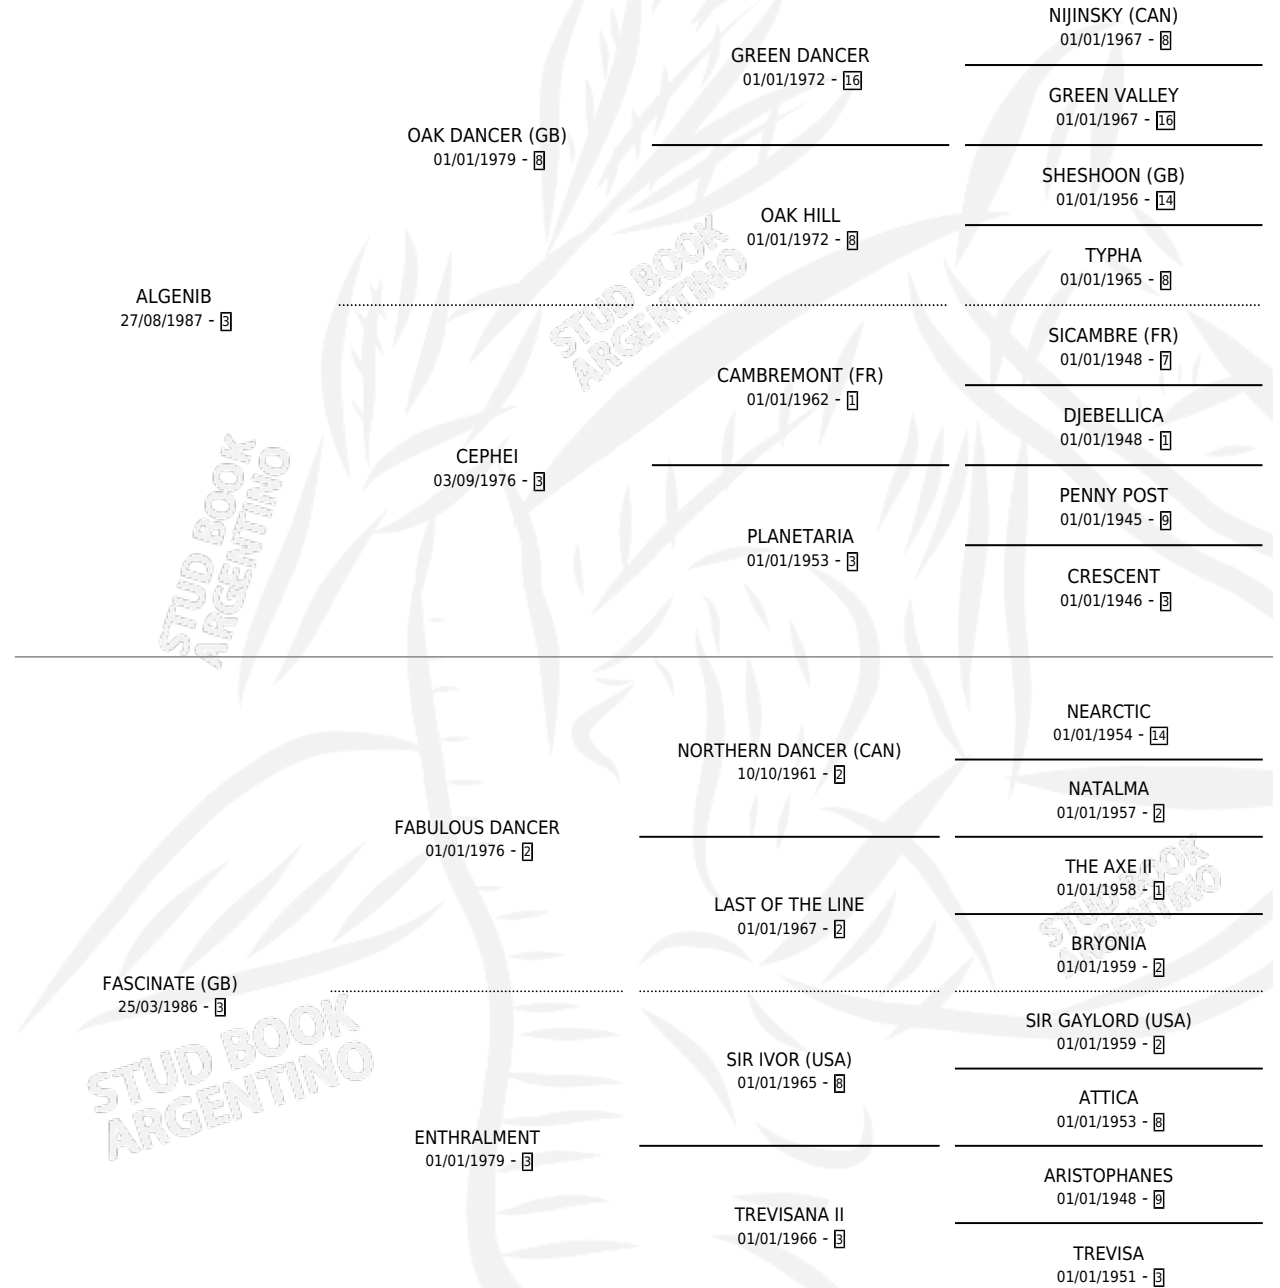 NIJINSKY (CAN)
01/01/1967 - 8
GREEN DANCER
01/01/1972 - 16
GREEN VALLEY
01/01/1967 - 16
OAK DANCER (GB)
01/01/1979 - 8
SHESHOON (GB)
01/01/1956 - 14
OAK HILL
01/01/1972 - 8
TYPHA
01/01/1965 - 8
ALGENIB
27/08/1987 - 3
SICAMBRE (FR)
01/01/1948 - 7
CAMBREMONT (FR)
01/01/1962 - 1
DJEBELLICA
01/01/1948 - 1
CEPHEI
03/09/1976 - 3
PENNY POST
01/01/1945 - 9
PLANETARIA
01/01/1953 - 3
CRESCENT
01/01/1946 - 3
NEARCTIC
01/01/1954 - 14
NORTHERN DANCER (CAN)
10/10/1961 - 2
NATALMA
01/01/1957 - 2
FABULOUS DANCER
01/01/1976 - 2
THE AXE II
01/01/1958 - 1
LAST OF THE LINE
01/01/1967 - 2
BRYONIA
01/01/1959 - 2
FASCINATE (GB)
25/03/1986 - 3
SIR GAYLORD (USA)
01/01/1959 - 2
SIR IVOR (USA)
01/01/1965 - 8
ATTICA
01/01/1953 - 8
ENTHRALMENT
01/01/1979 - 3
ARISTOPHANES
01/01/1948 - 9
TREVISANA II
01/01/1966 - 3
TREVISA
01/01/1951 - 3
STUD BOOK
ARGENTINO
STUD BOOK
ARGENTINO
STUD BOOK
ARGENTINO
STUD BOOK
ARGENTINO